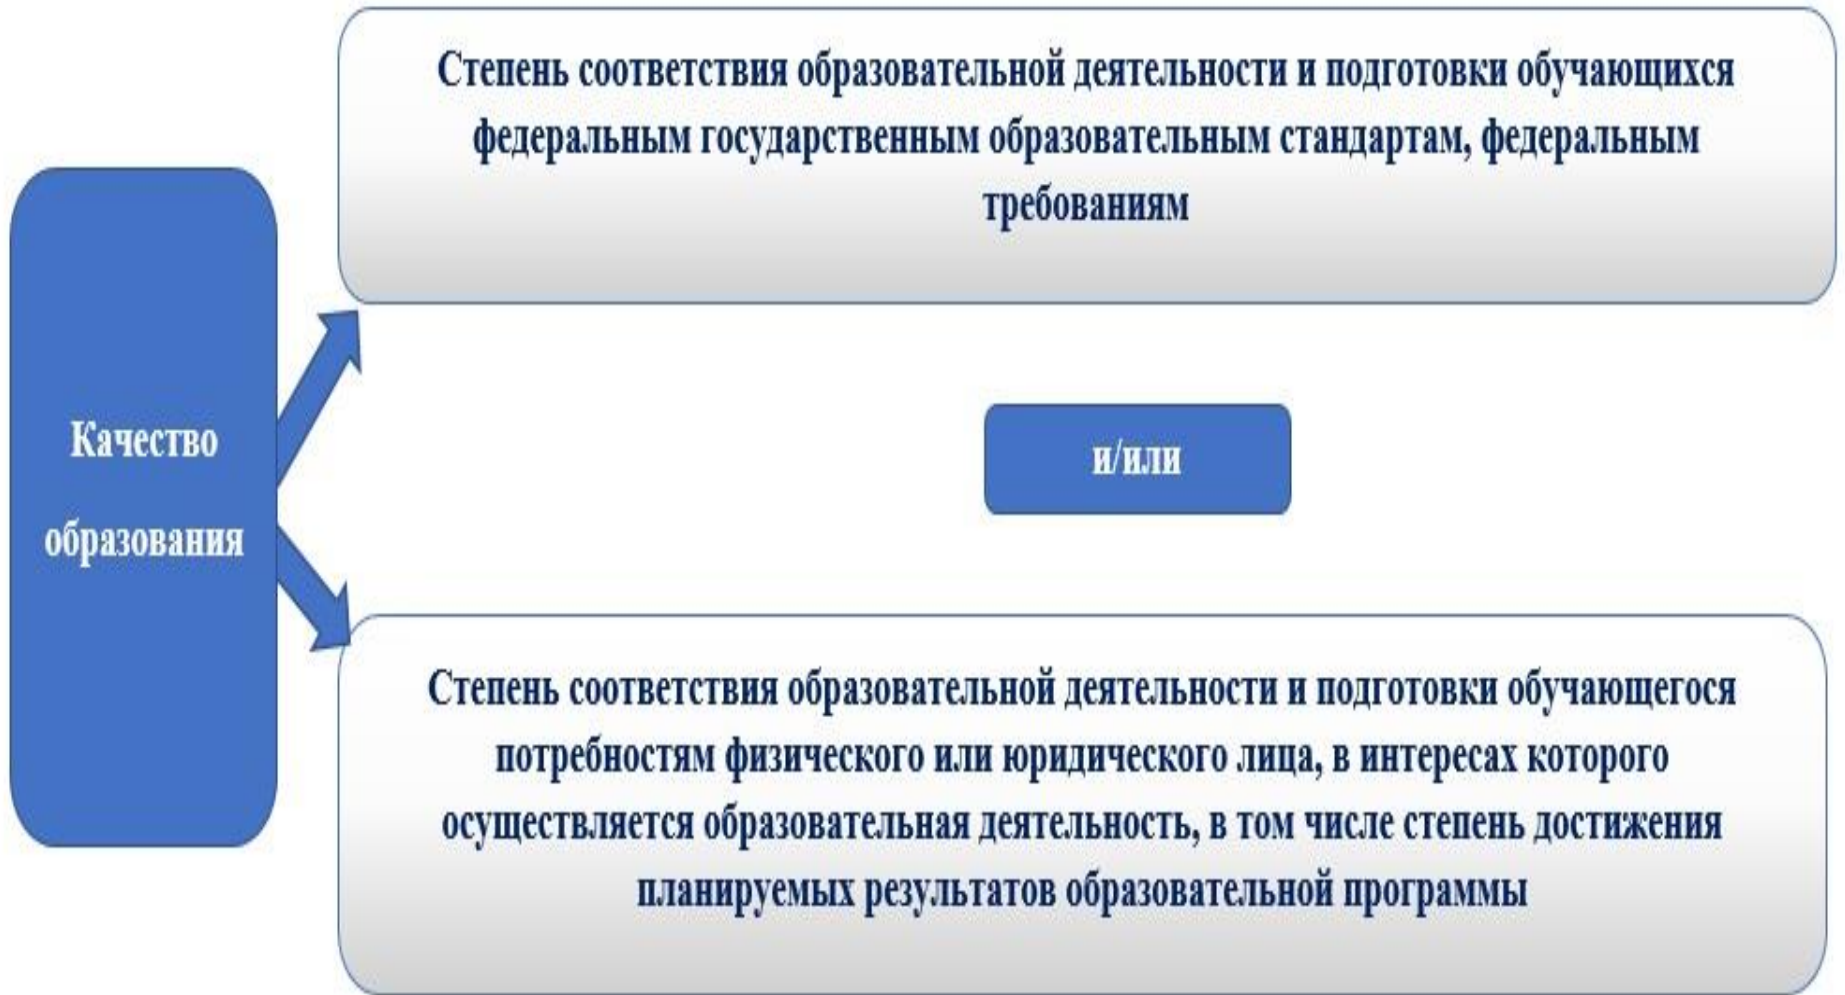 Степень соответствия образовательной деятельности и подготовки обучающихся
федеральным государственным образовательным стандартам, федеральным
требованиям
Качество
образования
и/или
Степень соответствия образовательной деятельности и подготовки обучающегося
потребностям физического или юридического лица, в интересах которого
осуществляется образовательная деятельность, в том числе степень достижения
планируемых результатов образовательной программы